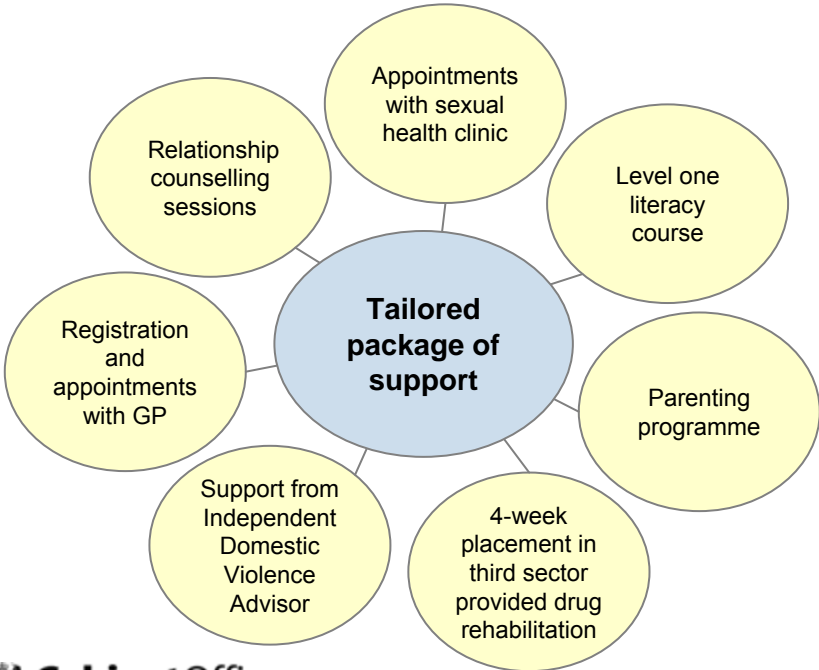 Appointments
with sexual
health clinic
Relationship
counselling
sessions
Level one
literacy
course
Tailored
package of
support
Registration
and
appointments
with GP
Parenting
programme
Support from
Independent
Domestic
Violence
Advisor
4-week
placement in
third sector
provided drug
rehabilitation